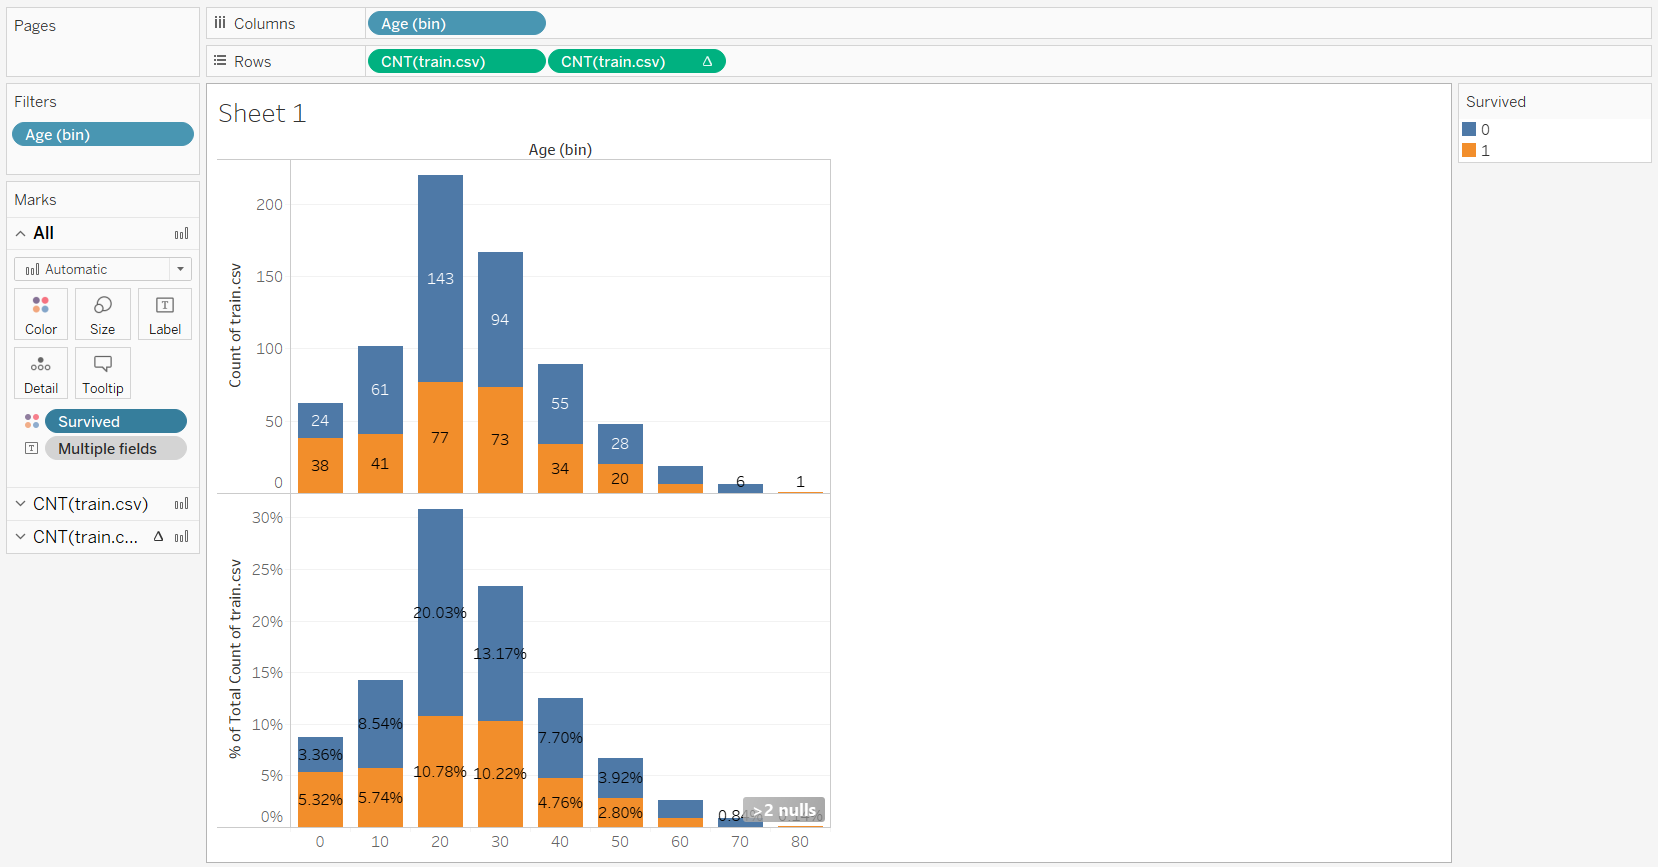 Pages
Columns
Age (bin)
Rows
CNT(train.csv)
CNT(train.csv) Δ
Filters
Age (bin)
Marks
All
Automatic
Color
Size
Label
Detail
Tooltip
Survived
Multiple fields
CNT(train.csv)
CNT(train.c... Δ
Sheet 1
Age (bin)
Count of train.csv
200
150
100
50
0
24
38
61
41
143
77
94
73
55
34
28
20
6
1
% of Total Count of train.csv
30%
25%
20%
15%
10%
5%
0%
3.36%
5.32%
8.54%
5.74%
20.03%
10.78%
13.17%
10.22%
7.70%
4.76%
3.92%
2.80%
>2 nulls
0 10 20 30 40 50 60 70 80
Survived
0
1